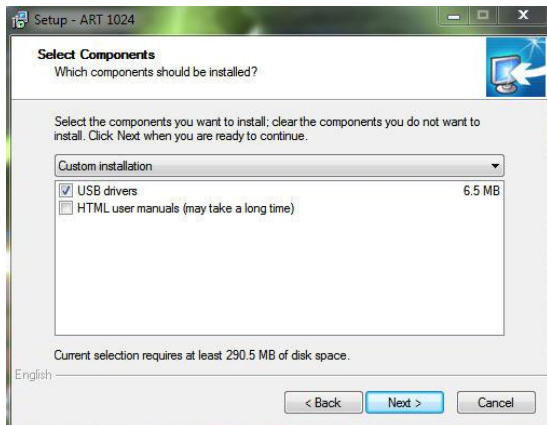 Setup - ART 1024
Select Components
Which components should be installed?
Select the components you want to install; clear the components you do not want to
install. Click Next when you are ready to continue.
Custom installation
USB drivers 6.5 MB
HTML user manuals (may take a long time)
Current selection requires at least 290.5 MB of disk space.
English
< Back Next > Cancel